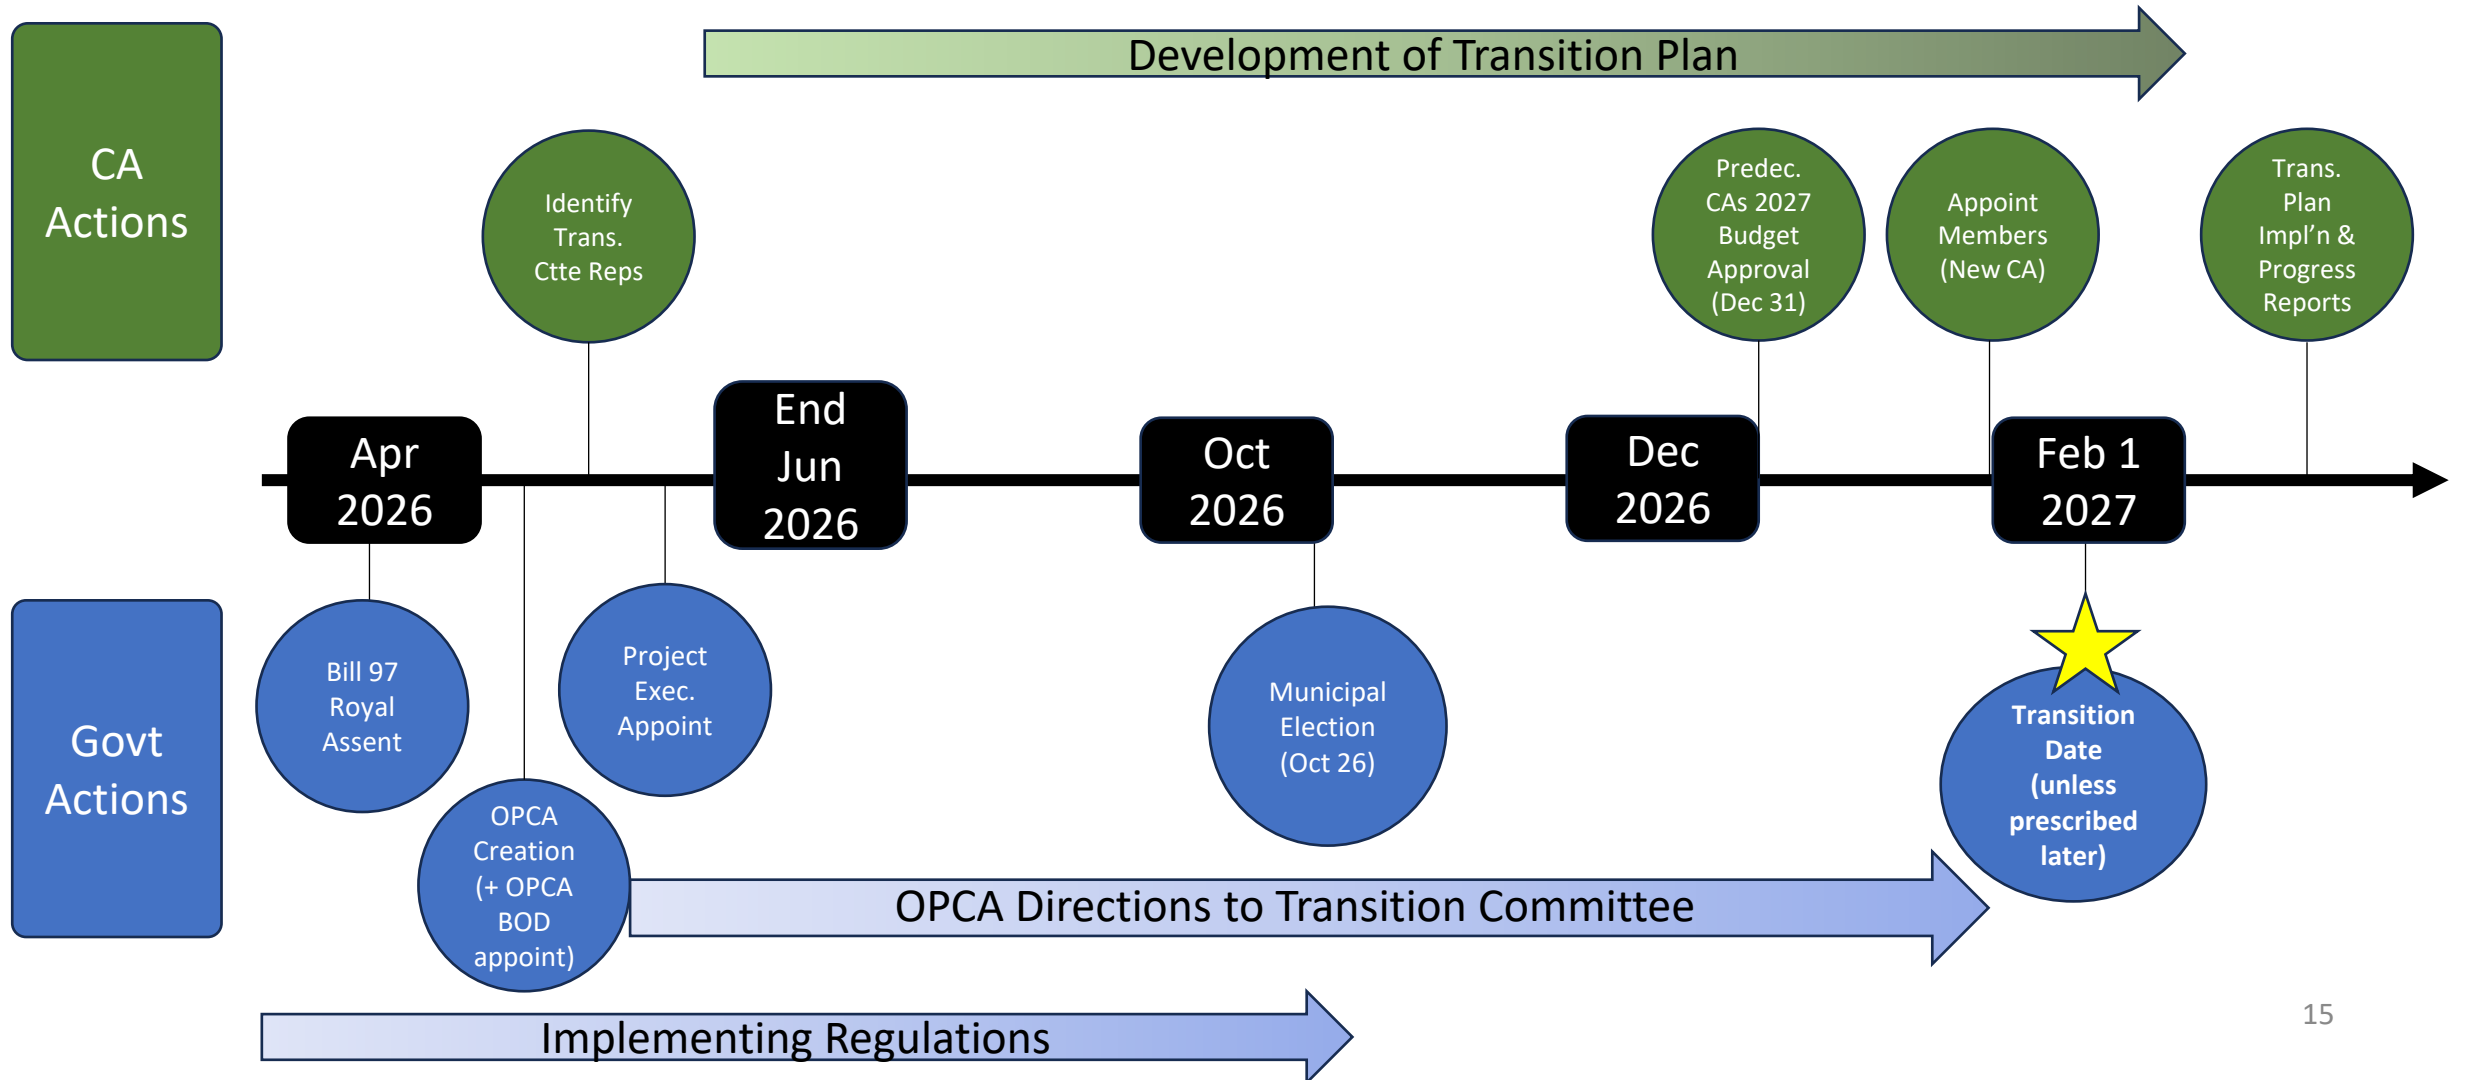 CA
Actions
Development of Transition Plan
Identify
Trans.
Ctte Reps
Predec.
CAs 2027
Budget
Approval
(Dec 31)
Appoint
Members
(New CA)
Trans.
Plan
Impl’n &
Progress
Reports
Apr
2026
End
Jun
2026
Oct
2026
Dec
2026
Feb 1
2027
Govt
Actions
Bill 97
Royal
Assent
OPCA
Creation
(+ OPCA
BOD
appoint)
Project
Exec.
Appoint
Municipal
Election
(Oct 26)
Transition
Date
(unless
prescribed
later)
OPCA Directions to Transition Committee
Implementing Regulations
15